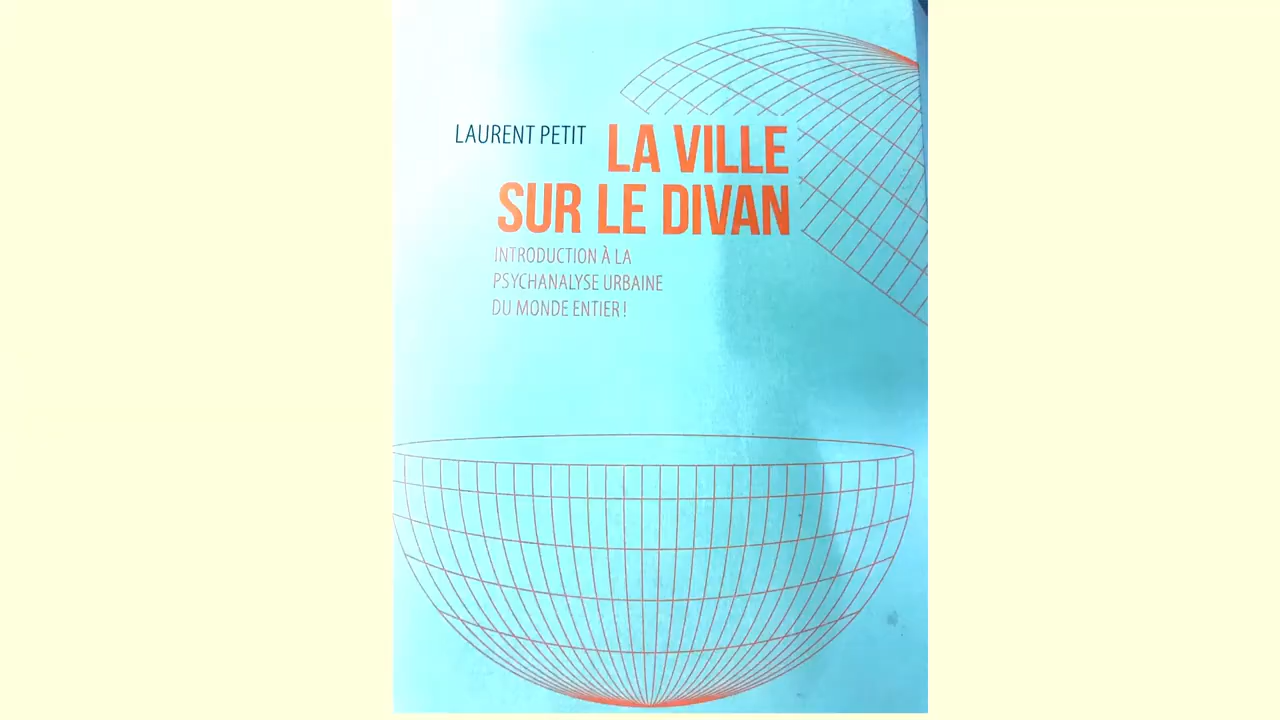 LAURENT PETIT LA VILLE
SUR LE DIVAN
INTRODUCTION À LA
PSYCHANALYSE URBAINE
DU MONDE ENTIER !